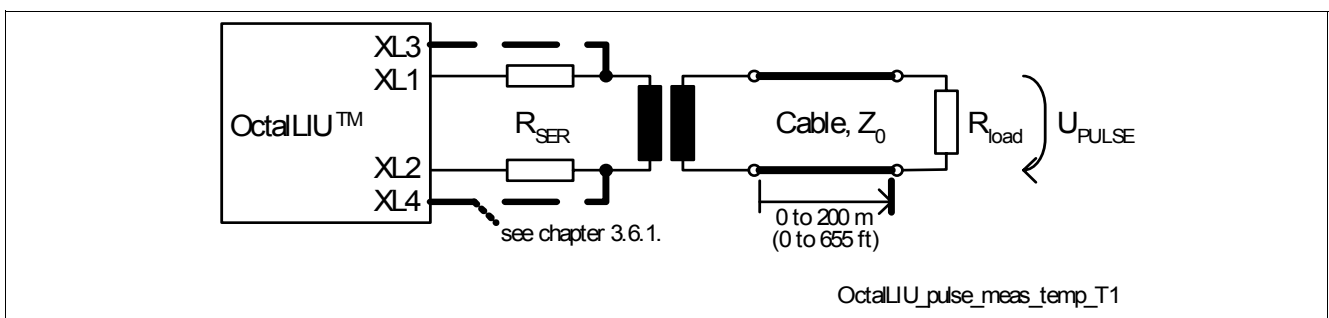 XL3
XL1
OctalLIU™
XL2
XL4
R_SER
see chapter 3.6.1.
Cable, Z_0
0 to 200 m
(0 to 655 ft)
R_load
U_PULSE
OctalLIU_pulse_meas_temp_T1